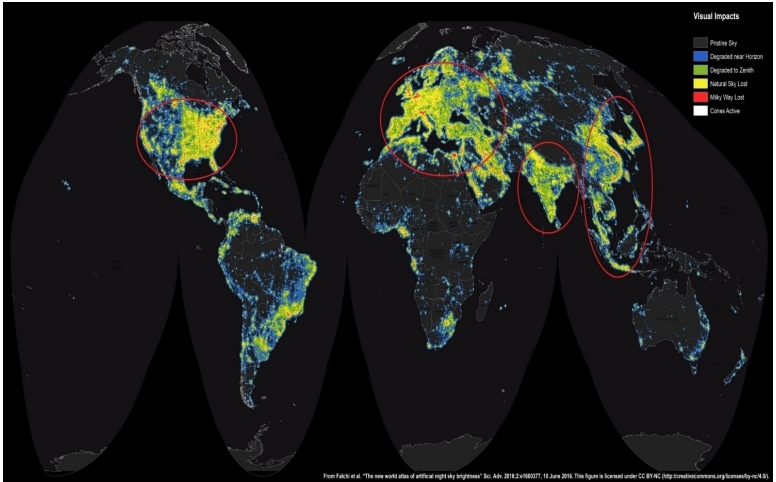 Visual Impacts
Pristine Sky
Degraded near Horizon
Degraded to Zenith
Natural Sky Lost
Milky Way Lost
Cones Active
From Falchi et al. "The new world atlas of artificial night sky brightness" Sci. Adv. 2016;2:e1600377, 10 June 2016. This figure is licensed under CC BY-NC (http://creativecommons.org/licenses/by-nc/4.0/).